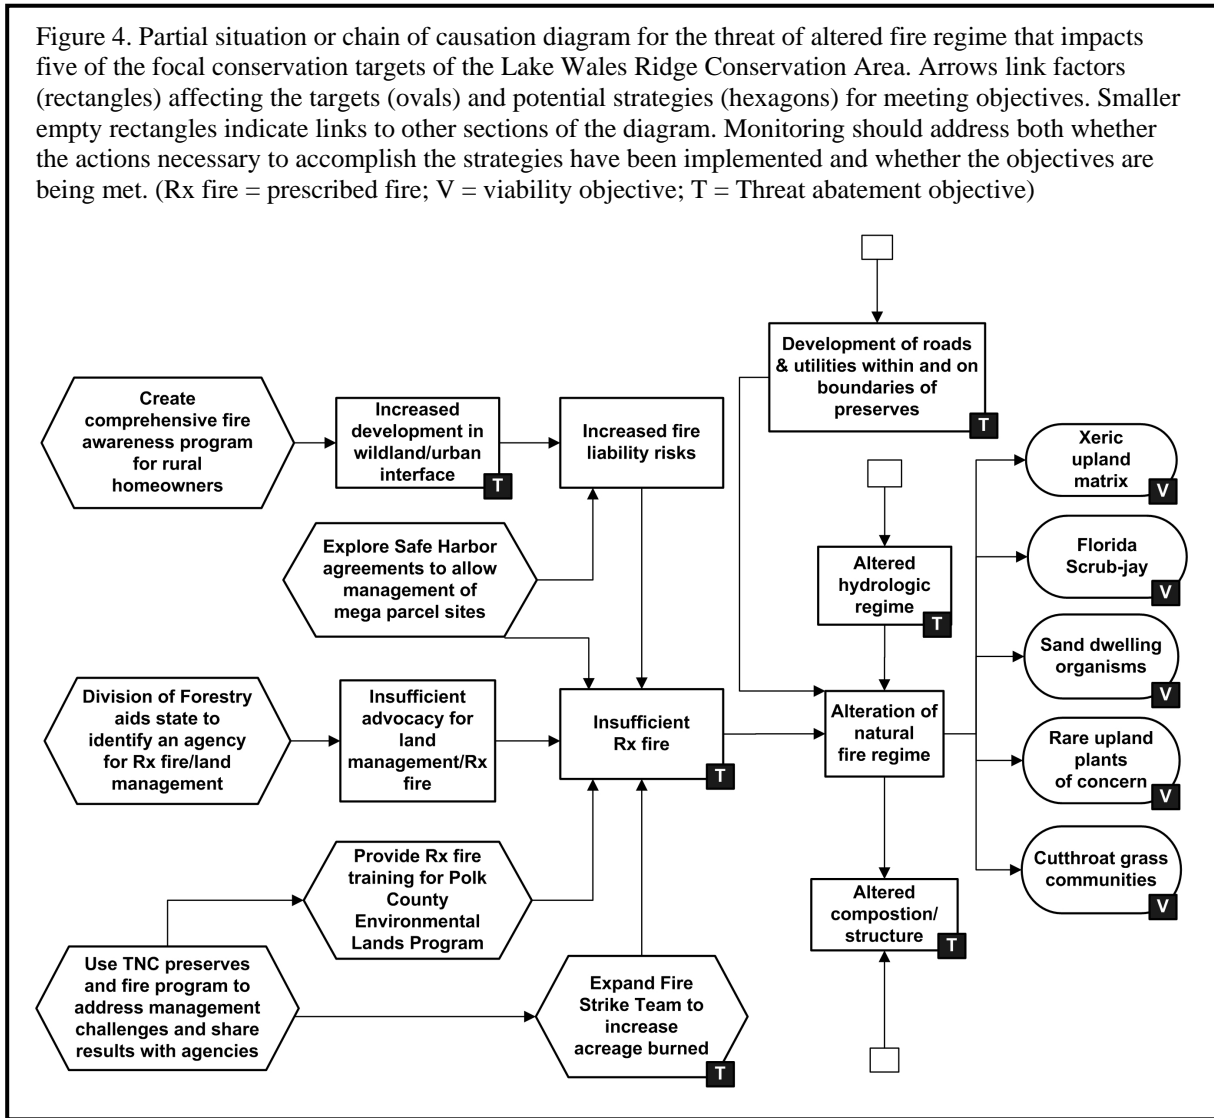 Figure 4. Partial situation or chain of causation diagram for the threat of altered fire regime that impacts
five of the focal conservation targets of the Lake Wales Ridge Conservation Area. Arrows link factors
(rectangles) affecting the targets (ovals) and potential strategies (hexagons) for meeting objectives. Smaller
empty rectangles indicate links to other sections of the diagram. Monitoring should address both whether
the actions necessary to accomplish the strategies have been implemented and whether the objectives are
being met. (Rx fire = prescribed fire; V = viability objective; T = Threat abatement objective)
Development of roads
& utilities within and on
boundaries of
preserves
T
Create
comprehensive fire
awareness program
for rural
homeowners
Increased
development in
wildland/urban
interface
T
Increased fire
liability risks
Xeric
upland
matrix
V
Explore Safe Harbor
agreements to allow
management of
mega parcel sites
Altered
hydrologic
regime
T
Florida
Scrub-jay
V
Sand dwelling
organisms
V
Division of Forestry
aids state to
identify an agency
for Rx fire/land
management
Insufficient
advocacy for
land
management/Rx
fire
Insufficient
Rx fire
T
Alteration of
natural
fire regime
Rare upland
plants
of concern
V
Provide Rx fire
training for Polk
County
Environmental
Lands Program
Altered
compostion/
structure
T
Cutthroat grass
communities
V
Use TNC preserves
and fire program to
address management
challenges and share
results with agencies
Expand Fire
Strike Team to
increase
acreage burned
T